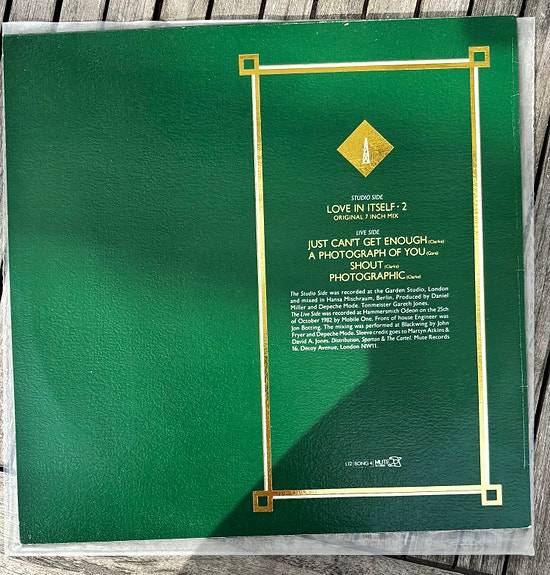 STUDIO SIDE
LOVE IN ITSELF · 2
ORIGINAL 7 INCH MIX
LIVE SIDE
JUST CAN'T GET ENOUGH (Clarke)
A PHOTOGRAPH OF YOU (Gore)
SHOUT (Clarke)
PHOTOGRAPHIC (Clarke)
The Studio Side was recorded at the Garden Studio, London
and mixed in Hansa Mischraum, Berlin, Produced by Daniel
Miller and Depeche Mode. Tonmeister Gareth Jones.
The Live Side was recorded at Hammersmith Odeon on the 25th
of October 1982 by Mobile One. Front of house Engineer was
Jon Botting. The mixing was performed at Blackwing by John
Fryer and Depeche Mode. Sleeve credit goes to Martyn Atkins &
David A. Jones. Distribution, Spartan & The Cartel. Mute Records
16, Decoy Avenue, London NW11.
L12 BONG 4 MUTE